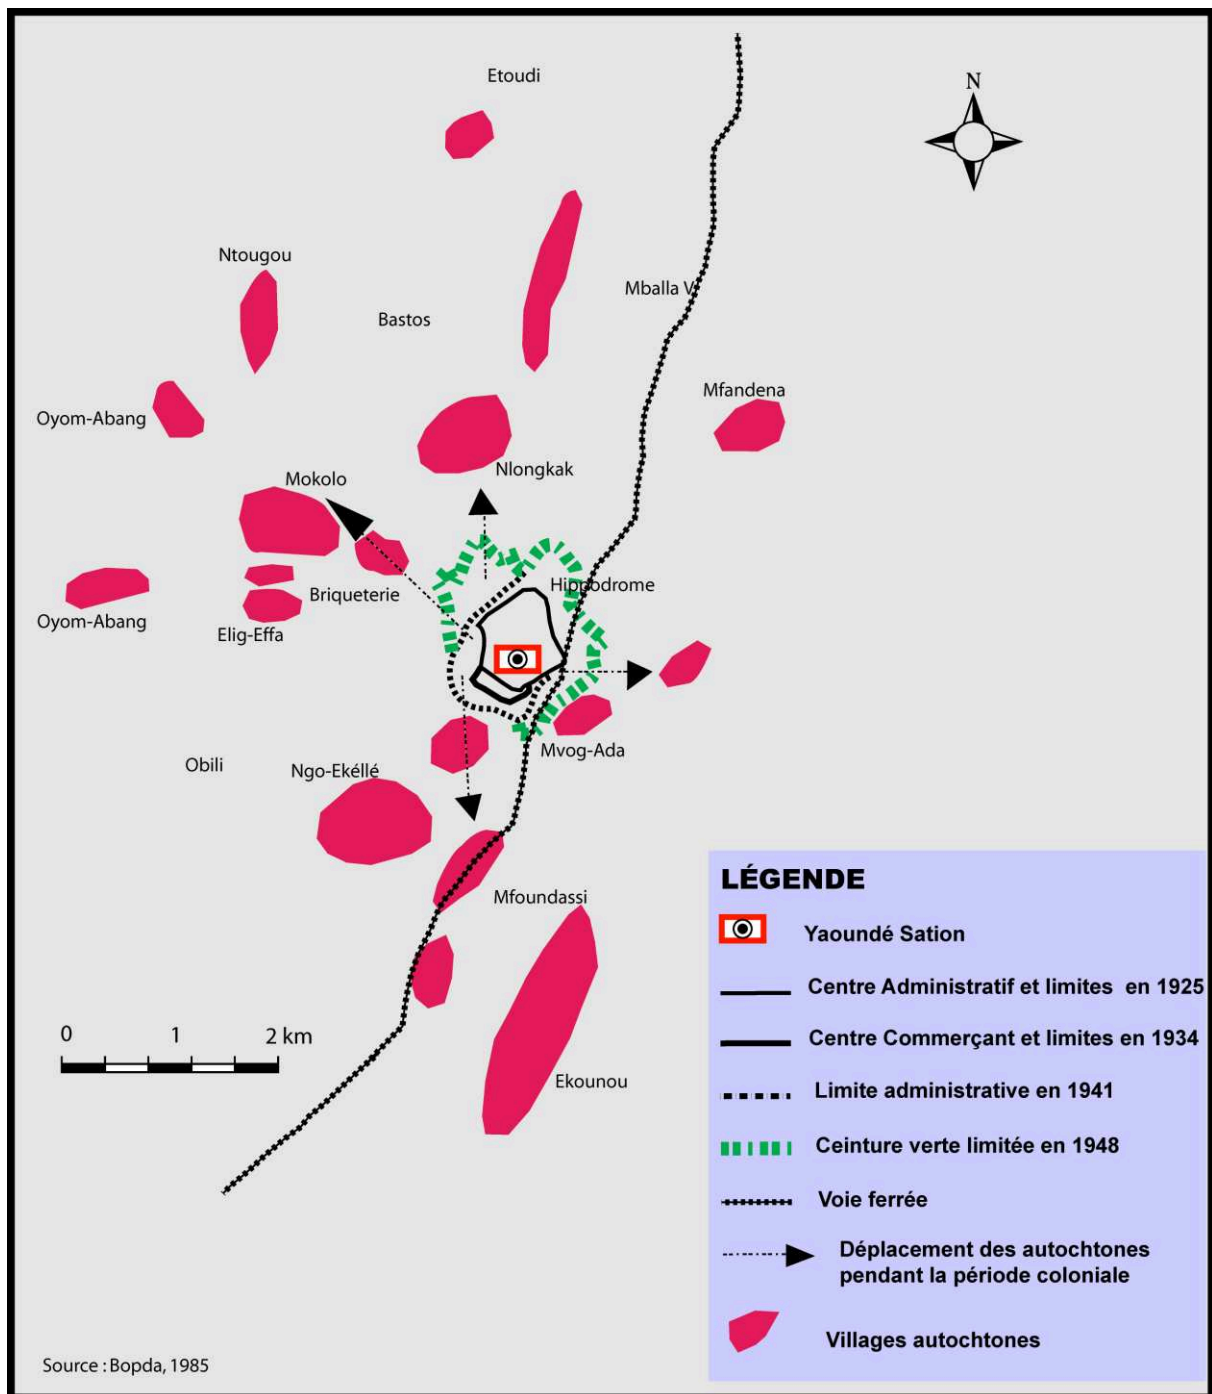 Etoudi
N
Ntougou
Mballa V
Bastos
Mfandena
Oyom-Abang
Nlongkak
Mokolo
Hippodrome
Briqueterie
Oyom-Abang
Elig-Effa
Mvog-Ada
Obili
Ngo-Ekéllé
Mfoundassi
0 1 2 km
Ekounou
LÉGENDE
Yaoundé Sation
Centre Administratif et limites en 1925
Centre Commerçant et limites en 1934
Limite administrative en 1941
Ceinture verte limitée en 1948
Voie ferrée
Déplacement des autochtones
pendant la période coloniale
Villages autochtones
Source : Bopda, 1985